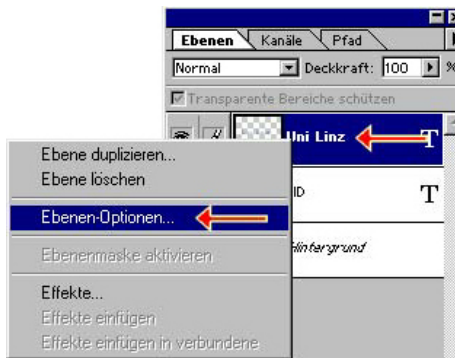 Ebenen Kanäle Pfad
Normal Deckkraft: 100 %
Transparente Bereiche schützen
Uni Linz T
ID T
Hintergrund
Ebene duplizieren...
Ebene löschen
Ebenen-Optionen...
Ebenenmaske aktivieren
Effekte...
Effekte einfügen
Effekte einfügen in verbundene